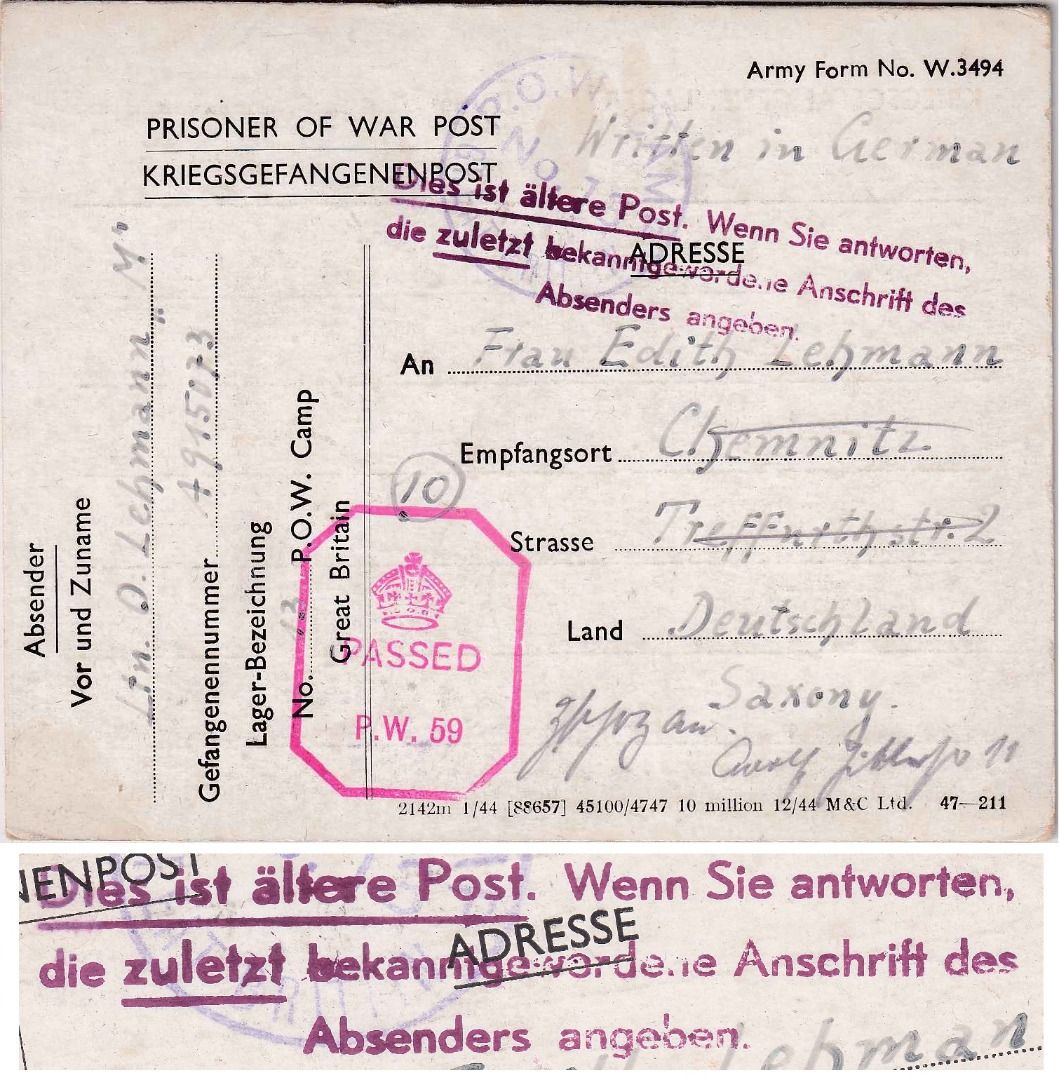 Army Form No. W.3494
PRISONER OF WAR POST
KRIEGSGEFANGENENPOST
Written in German
P.O.W.
Dies ist ältere Post. Wenn Sie antworten,
die zuletzt bekanntgewordene Anschrift des
Absenders angeben.
ADRESSE
An Frau Edith Lehmann
Empfangsort Chemnitz
10
Strasse Treffurthstr. 2
Land Deutschland
Saxony.
Absender
Vor und Zuname Ltn. O. Lehmann
Gefangenennummer A 915073
Lager-Bezeichnung
No. 13 P.O.W. Camp
Great Britain
PASSED
P.W. 59
2142m 1/44 [88657] 45100/4747 10 million 12/44 M&C Ltd. 47—211
NENPOST
Dies ist ältere Post. Wenn Sie antworten,
die zuletzt bekanntgewordene Anschrift des
ADRESSE
Absenders angeben.
Lehman